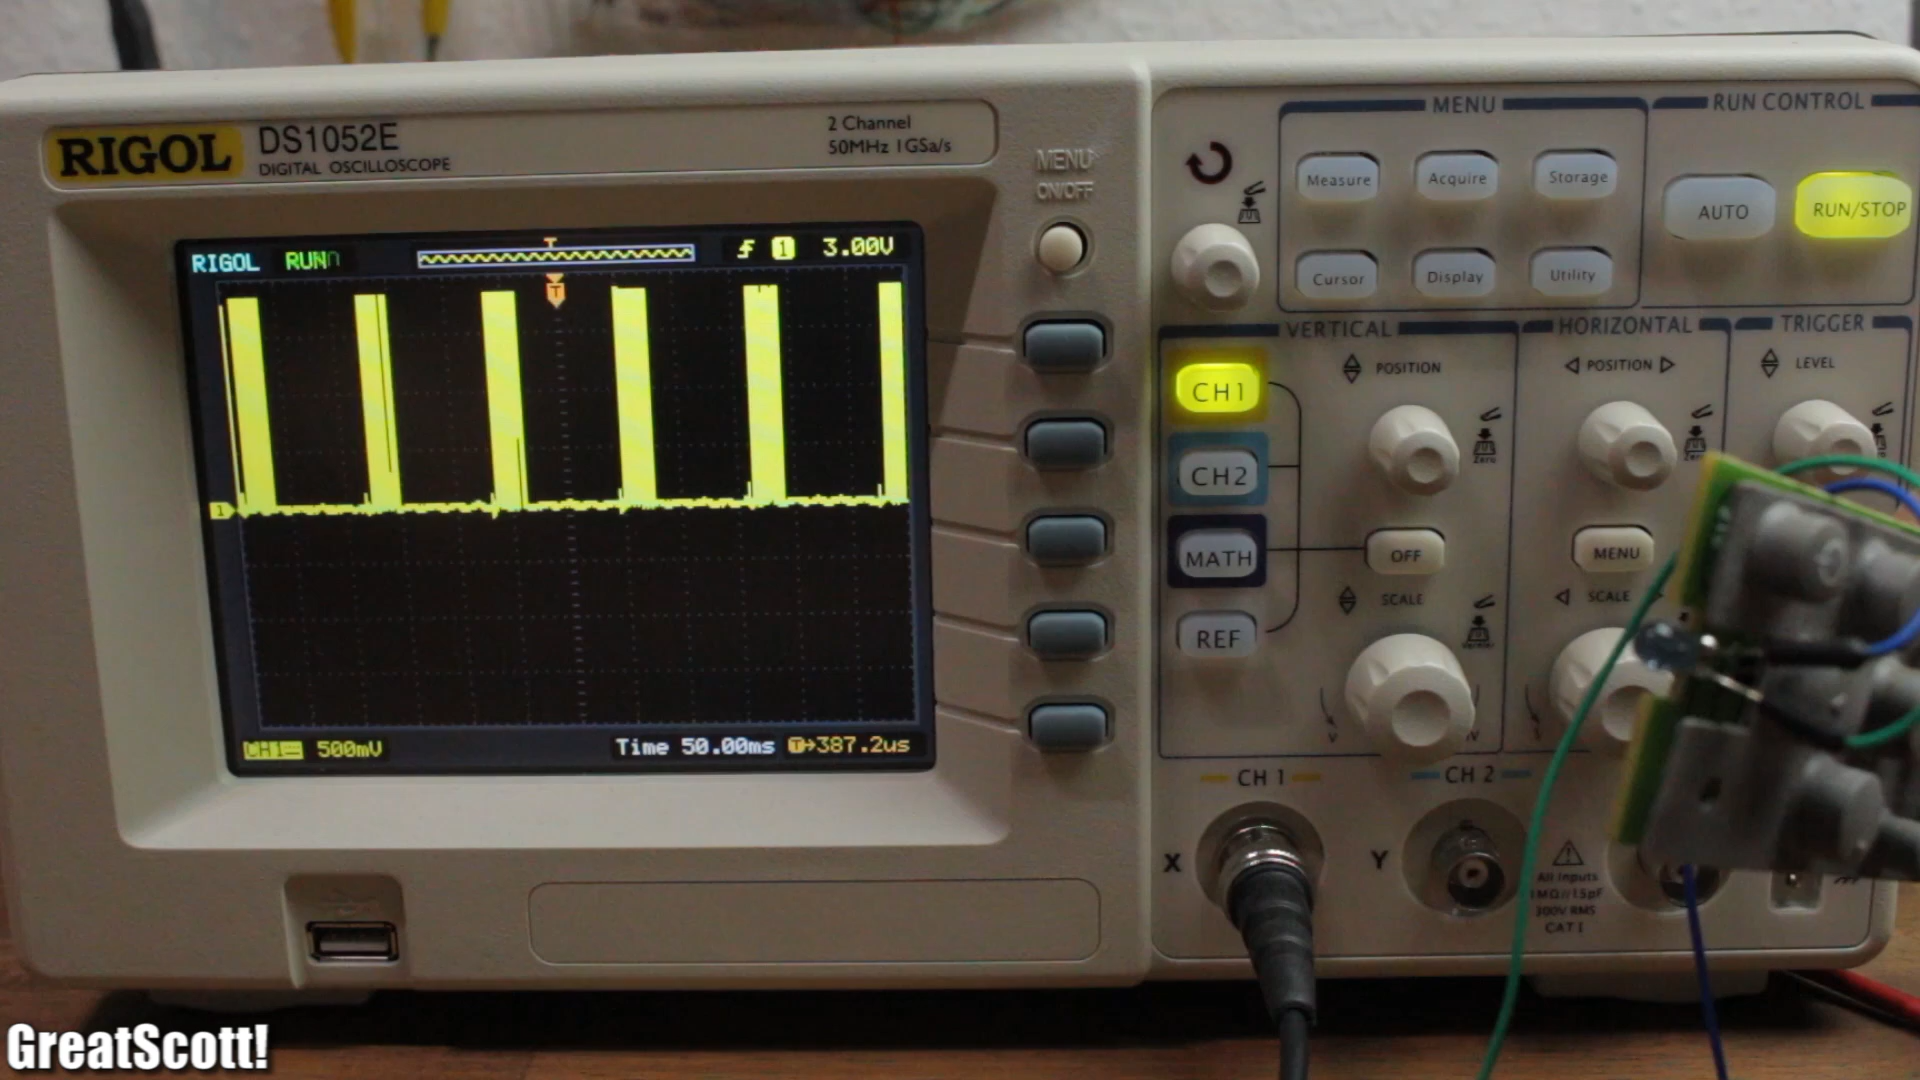 RIGOL DS1052E
DIGITAL OSCILLOSCOPE
2 Channel
50MHz 1GSa/s
MENU
ON/OFF
RIGOL RUN T 1 3.00V
T
1
CH1 500mV Time 50.00ms T→387.2us
MENU
Measure Acquire Storage
Cursor Display Utility
RUN CONTROL
AUTO RUN/STOP
VERTICAL
POSITION
CH1
CH2
MATH OFF
SCALE
REF
HORIZONTAL
POSITION
MENU
SCALE
TRIGGER
LEVEL
Zero
CH 1 CH 2
X Y
All Inputs
1MΩ//15pF
300V RMS
CAT I
GreatScott!